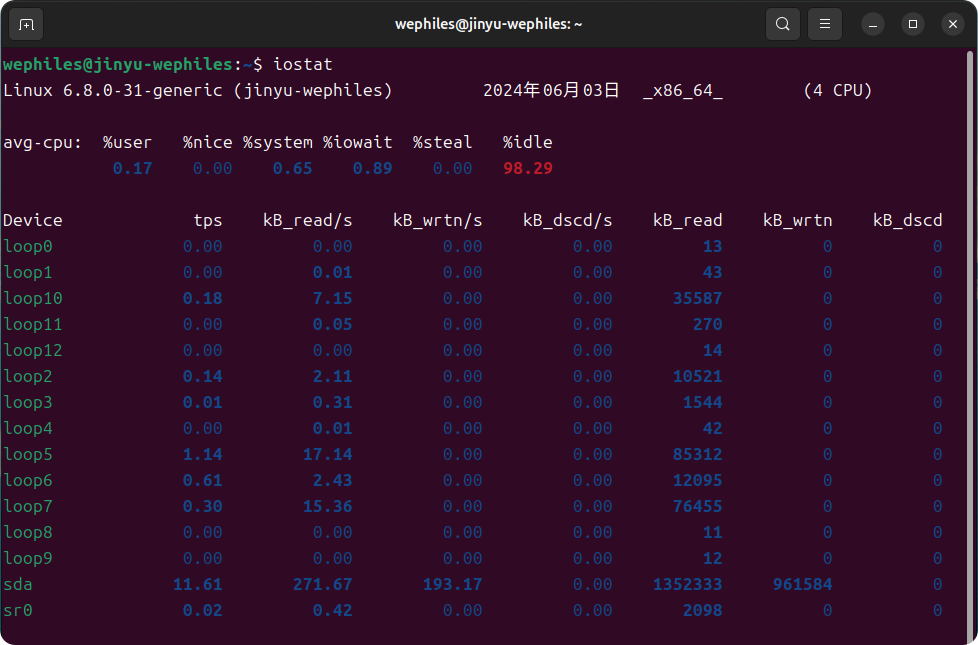 wephiles@jinyu-wephiles: ~
wephiles@jinyu-wephiles:~$ iostat
Linux 6.8.0-31-generic (jinyu-wephiles) 2024年06月03日 _x86_64_ (4 CPU)
avg-cpu: %user %nice %system %iowait %steal %idle
0.17 0.00 0.65 0.89 0.00 98.29
Device tps kB_read/s kB_wrtn/s kB_dscd/s kB_read kB_wrtn kB_dscd
loop0 0.00 0.00 0.00 0.00 13 0 0
loop1 0.00 0.01 0.00 0.00 43 0 0
loop10 0.18 7.15 0.00 0.00 35587 0 0
loop11 0.00 0.05 0.00 0.00 270 0 0
loop12 0.00 0.00 0.00 0.00 14 0 0
loop2 0.14 2.11 0.00 0.00 10521 0 0
loop3 0.01 0.31 0.00 0.00 1544 0 0
loop4 0.00 0.01 0.00 0.00 42 0 0
loop5 1.14 17.14 0.00 0.00 85312 0 0
loop6 0.61 2.43 0.00 0.00 12095 0 0
loop7 0.30 15.36 0.00 0.00 76455 0 0
loop8 0.00 0.00 0.00 0.00 11 0 0
loop9 0.00 0.00 0.00 0.00 12 0 0
sda 11.61 271.67 193.17 0.00 1352333 961584 0
sr0 0.02 0.42 0.00 0.00 2098 0 0